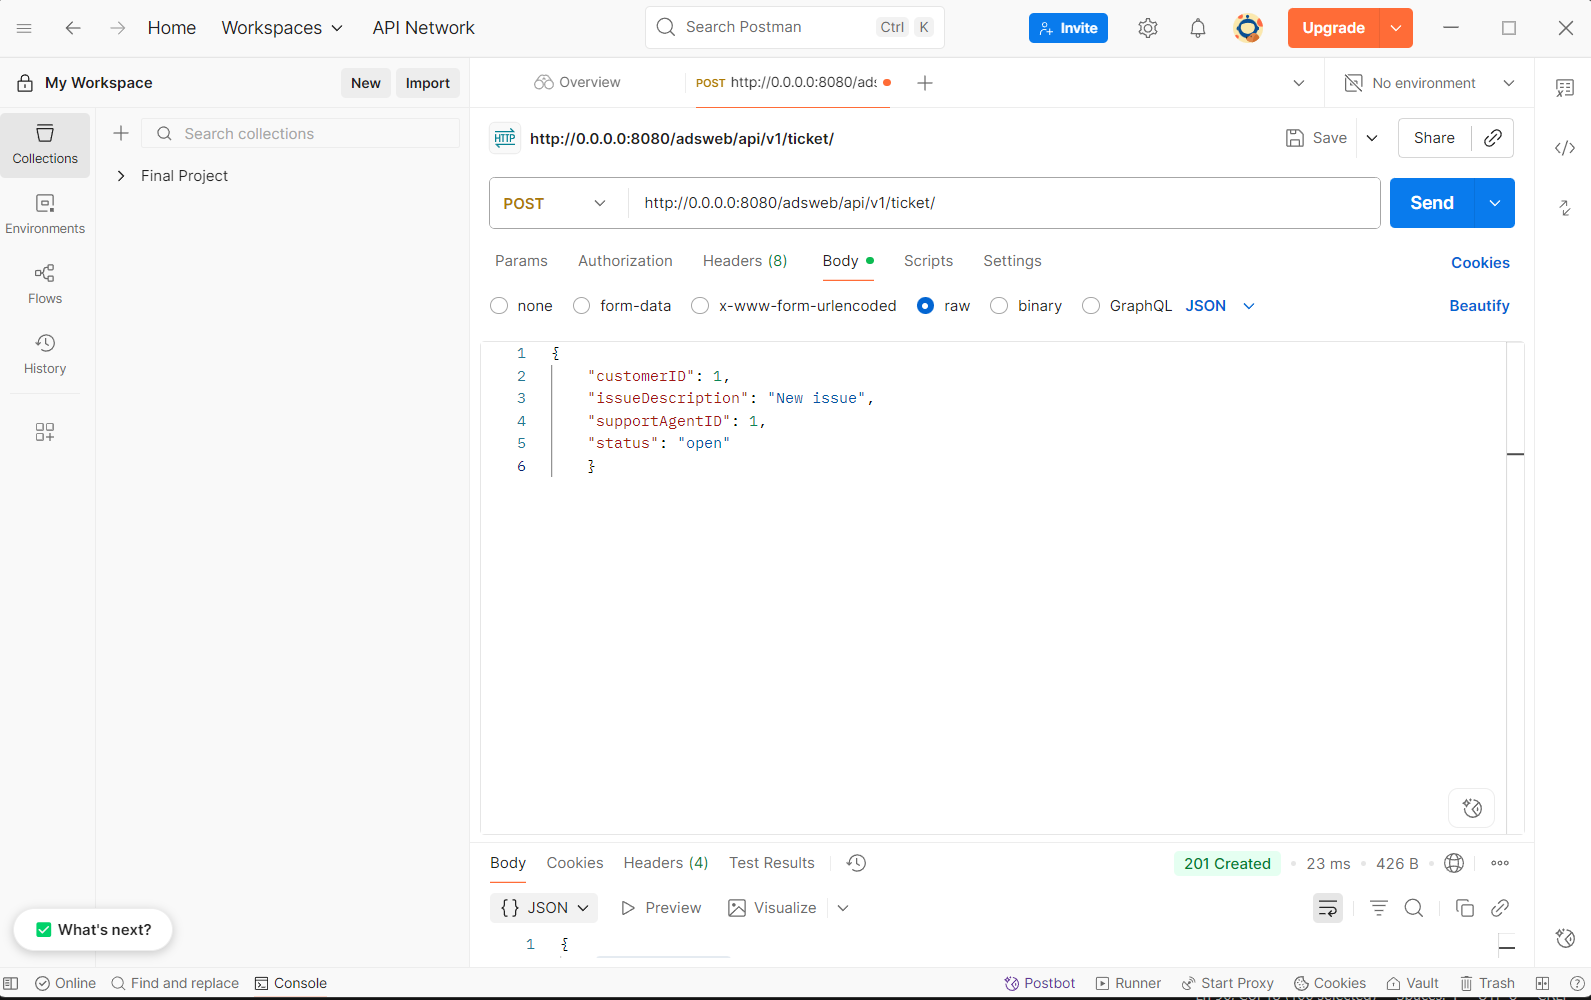 Home Workspaces API Network Search Postman Ctrl K Invite Upgrade
My Workspace New Import Overview POST http://0.0.0.0:8080/ads No environment
Collections
Search collections
Final Project
Environments
Flows
History
What's next?
HTTP http://0.0.0.0:8080/adsweb/api/v1/ticket/ Save Share
POST http://0.0.0.0:8080/adsweb/api/v1/ticket/ Send
Params Authorization Headers (8) Body Scripts Settings Cookies
none form-data x-www-form-urlencoded raw binary GraphQL JSON Beautify
1 {
2 "customerID": 1,
3 "issueDescription": "New issue",
4 "supportAgentID": 1,
5 "status": "open"
6 }
Body Cookies Headers (4) Test Results 201 Created 23 ms 426 B
{} JSON Preview Visualize
1 {
Online Find and replace Console Postbot Runner Start Proxy Cookies Vault Trash